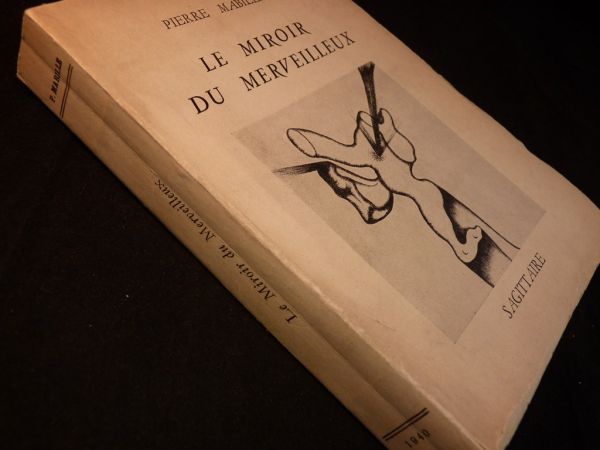 PIERRE MABILLE
LE MIROIR
DU MERVEILLEUX
SAGITTAIRE
P. MABILLE
Le Miroir du Merveilleux
1940